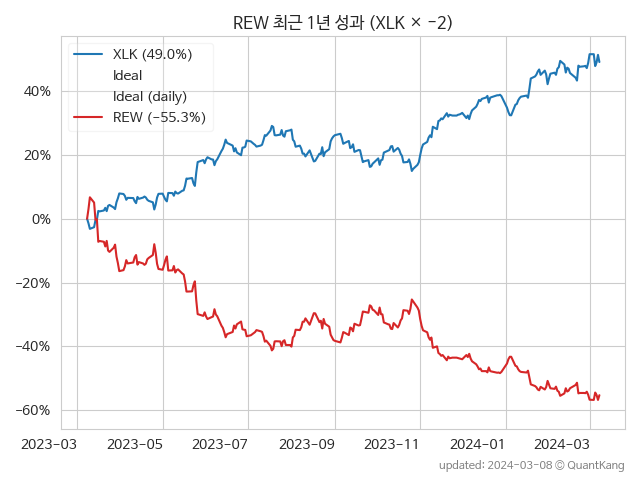 REW 최근 1년 성과 (XLK × −2)
XLK (49.0%)
Ideal
Ideal (daily)
REW (−55.3%)
40%
20%
0%
−20%
−40%
−60%
2023−03 2023−05 2023−07 2023−09 2023−11 2024−01 2024−03
updated: 2024-03-08 © QuantKang